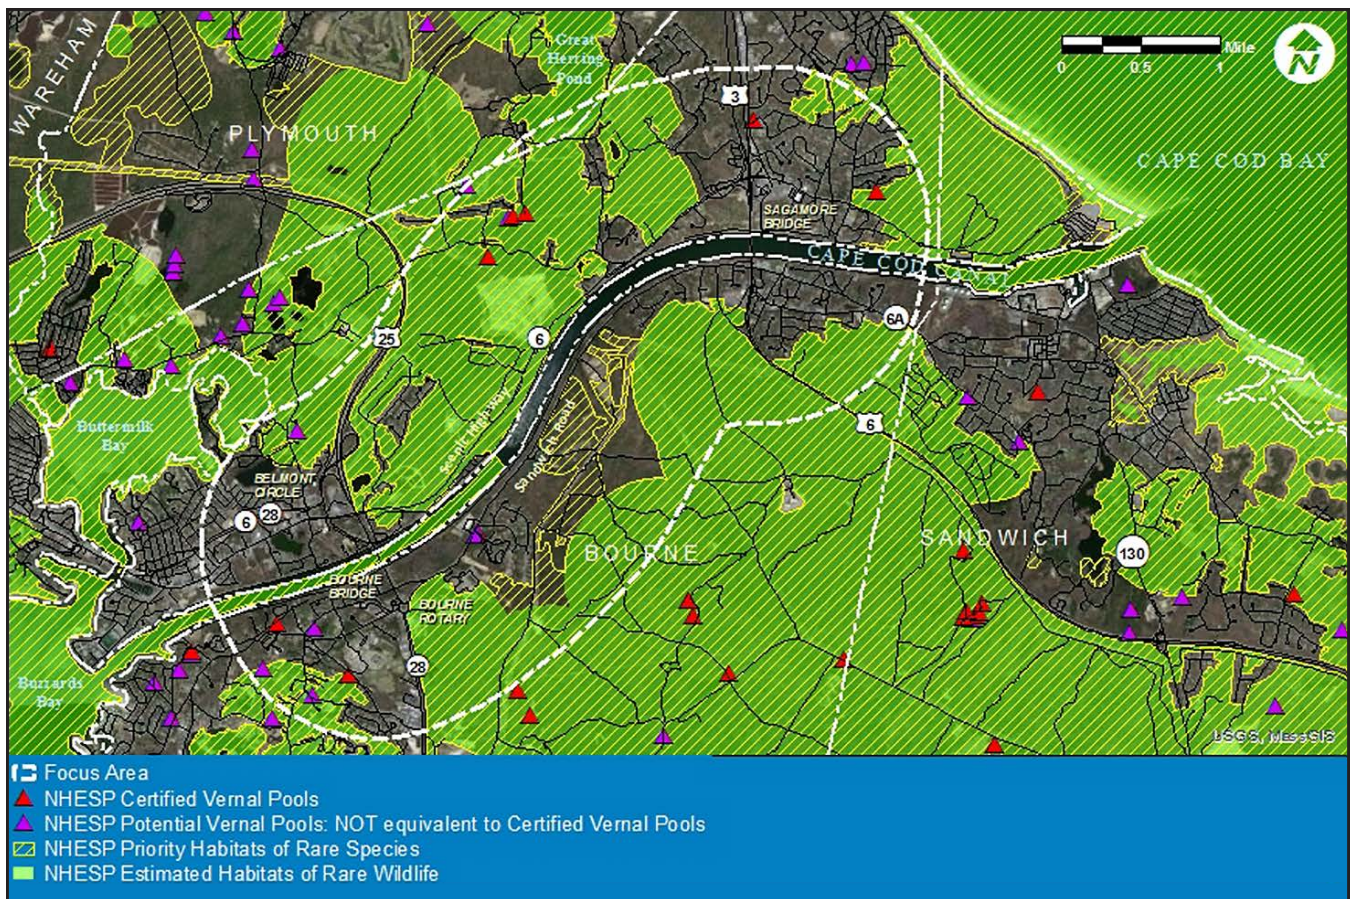 WAREHAM
PLYMOUTH
Great
Herring
Pond
3
Mile
0 0.5 1
N
CAPE COD BAY
SAGAMORE
BRIDGE
CAPE COD CANAL
6A
25
6
Scenic Highway
Sandwich Road
6
Buttermilk
Bay
BELMONT
CIRCLE
6
28
BOURNE
SANDWICH
130
BOURNE
BRIDGE
BOURNE
ROTARY
28
Buzzards
Bay
USGS, MassGIS
Focus Area
NHESP Certified Vernal Pools
NHESP Potential Vernal Pools: NOT equivalent to Certified Vernal Pools
NHESP Priority Habitats of Rare Species
NHESP Estimated Habitats of Rare Wildlife